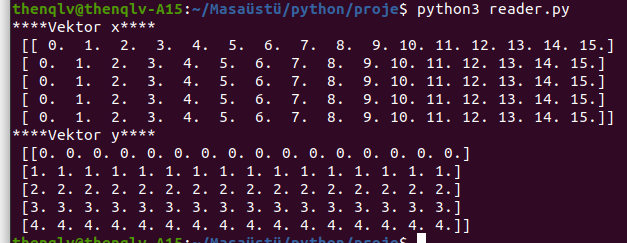 thenqlv@thenqlv-A15:~/Masaüstü/python/proje$ python3 reader.py
****Vektor x****
[[ 0. 1. 2. 3. 4. 5. 6. 7. 8. 9. 10. 11. 12. 13. 14. 15.]
[ 0. 1. 2. 3. 4. 5. 6. 7. 8. 9. 10. 11. 12. 13. 14. 15.]
[ 0. 1. 2. 3. 4. 5. 6. 7. 8. 9. 10. 11. 12. 13. 14. 15.]
[ 0. 1. 2. 3. 4. 5. 6. 7. 8. 9. 10. 11. 12. 13. 14. 15.]
[ 0. 1. 2. 3. 4. 5. 6. 7. 8. 9. 10. 11. 12. 13. 14. 15.]]
****Vektor y****
[[0. 0. 0. 0. 0. 0. 0. 0. 0. 0. 0. 0. 0. 0. 0. 0.]
[1. 1. 1. 1. 1. 1. 1. 1. 1. 1. 1. 1. 1. 1. 1. 1.]
[2. 2. 2. 2. 2. 2. 2. 2. 2. 2. 2. 2. 2. 2. 2. 2.]
[3. 3. 3. 3. 3. 3. 3. 3. 3. 3. 3. 3. 3. 3. 3. 3.]
[4. 4. 4. 4. 4. 4. 4. 4. 4. 4. 4. 4. 4. 4. 4. 4.]]
thenqlv@thenqlv-A15:~/Masaüstü/python/proje$